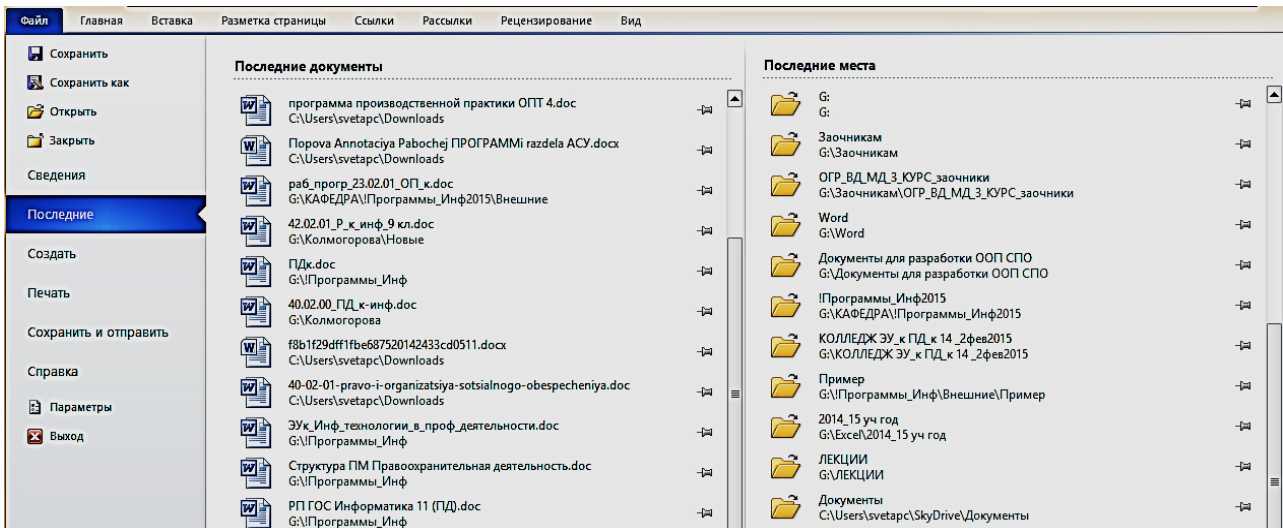 Файл Главная Вставка Разметка страницы Ссылки Рассылки Рецензирование Вид
Сохранить
Сохранить как
Открыть
Закрыть
Сведения
Последние
Создать
Печать
Сохранить и отправить
Справка
Параметры
Выход
Последние документы
программа производственной практики ОПТ 4.doc
C:\Users\svetapc\Downloads
Порова Annotaciya Pabochej ПРОГРАММi razdela АСУ.docx
C:\Users\svetapc\Downloads
раб_прогр_23.02.01_ОП_к.doc
G:\КАФЕДРА\!Программы_Инф2015\Внешние
42.02.01_Р_к_инф_9 кл.doc
G:\Колмогорова\Новые
ПДк.doc
G:\!Программы_Инф
40.02.00_ПД_к-инф.doc
G:\Колмогорова
f8b1f29dff1fbe687520142433cd0511.docx
C:\Users\svetapc\Downloads
40-02-01-pravo-i-organizatsiya-sotsialnogo-obespecheniya.doc
C:\Users\svetapc\Downloads
ЭУк_Инф_технологии_в_проф_деятельности.doc
G:\!Программы_Инф
Структура ПМ Правоохранительная деятельность.doc
G:\!Программы_Инф
РП ГОС Информатика 11 (ПД).doc
G:\!Программы_Инф
Последние места
G:
G:
Заочникам
G:\Заочникам
ОГР_ВД_МД_3_КУРС_заочники
G:\Заочникам\ОГР_ВД_МД_3_КУРС_заочники
Word
G:\Word
Документы для разработки ООП СПО
G:\Документы для разработки ООП СПО
!Программы_Инф2015
G:\КАФЕДРА\!Программы_Инф2015
КОЛЛЕДЖ ЭУ_к ПД_к 14 _2фев2015
G:\КОЛЛЕДЖ ЭУ_к ПД_к 14 _2фев2015
Пример
G:\!Программы_Инф\Внешние\Пример
2014_15 уч год
G:\Excel\2014_15 уч год
ЛЕКЦИИ
G:\ЛЕКЦИИ
Документы
C:\Users\svetapc\SkyDrive\Документы